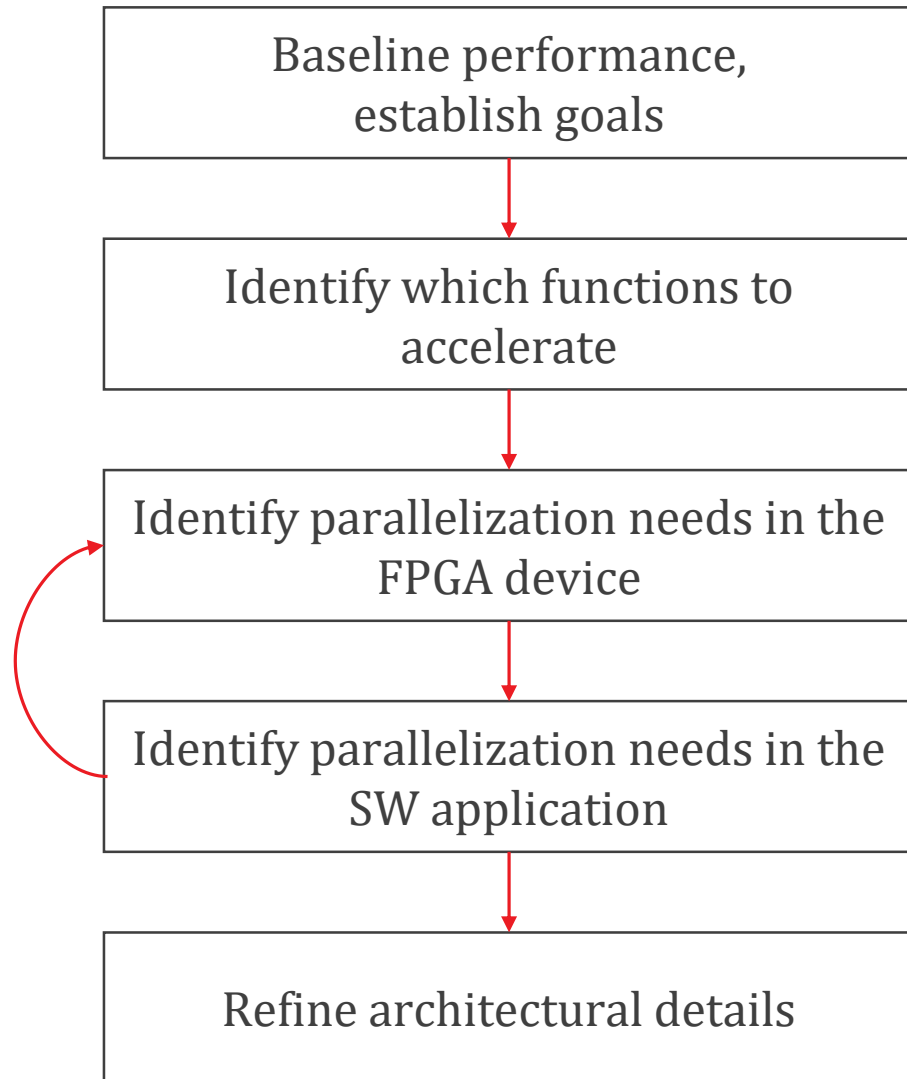 Baseline performance,
establish goals
Identify which functions to
accelerate
Identify parallelization needs in the
FPGA device
Identify parallelization needs in the
SW application
Refine architectural details